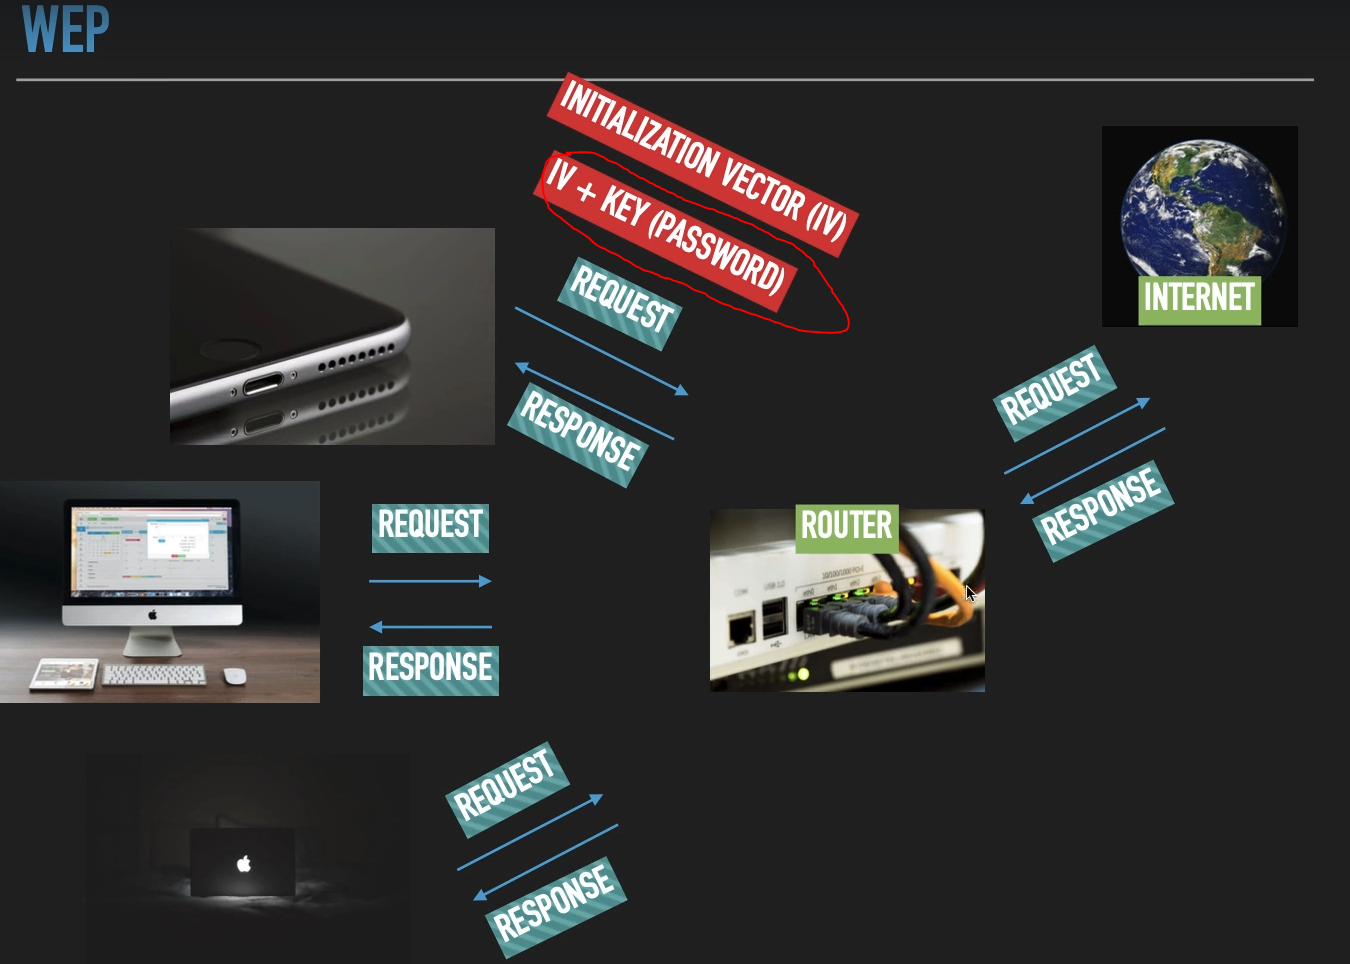 WEP
INITIALIZATION VECTOR (IV)
IV + KEY (PASSWORD)
REQUEST
RESPONSE
INTERNET
REQUEST
RESPONSE
REQUEST
RESPONSE
ROUTER
REQUEST
RESPONSE